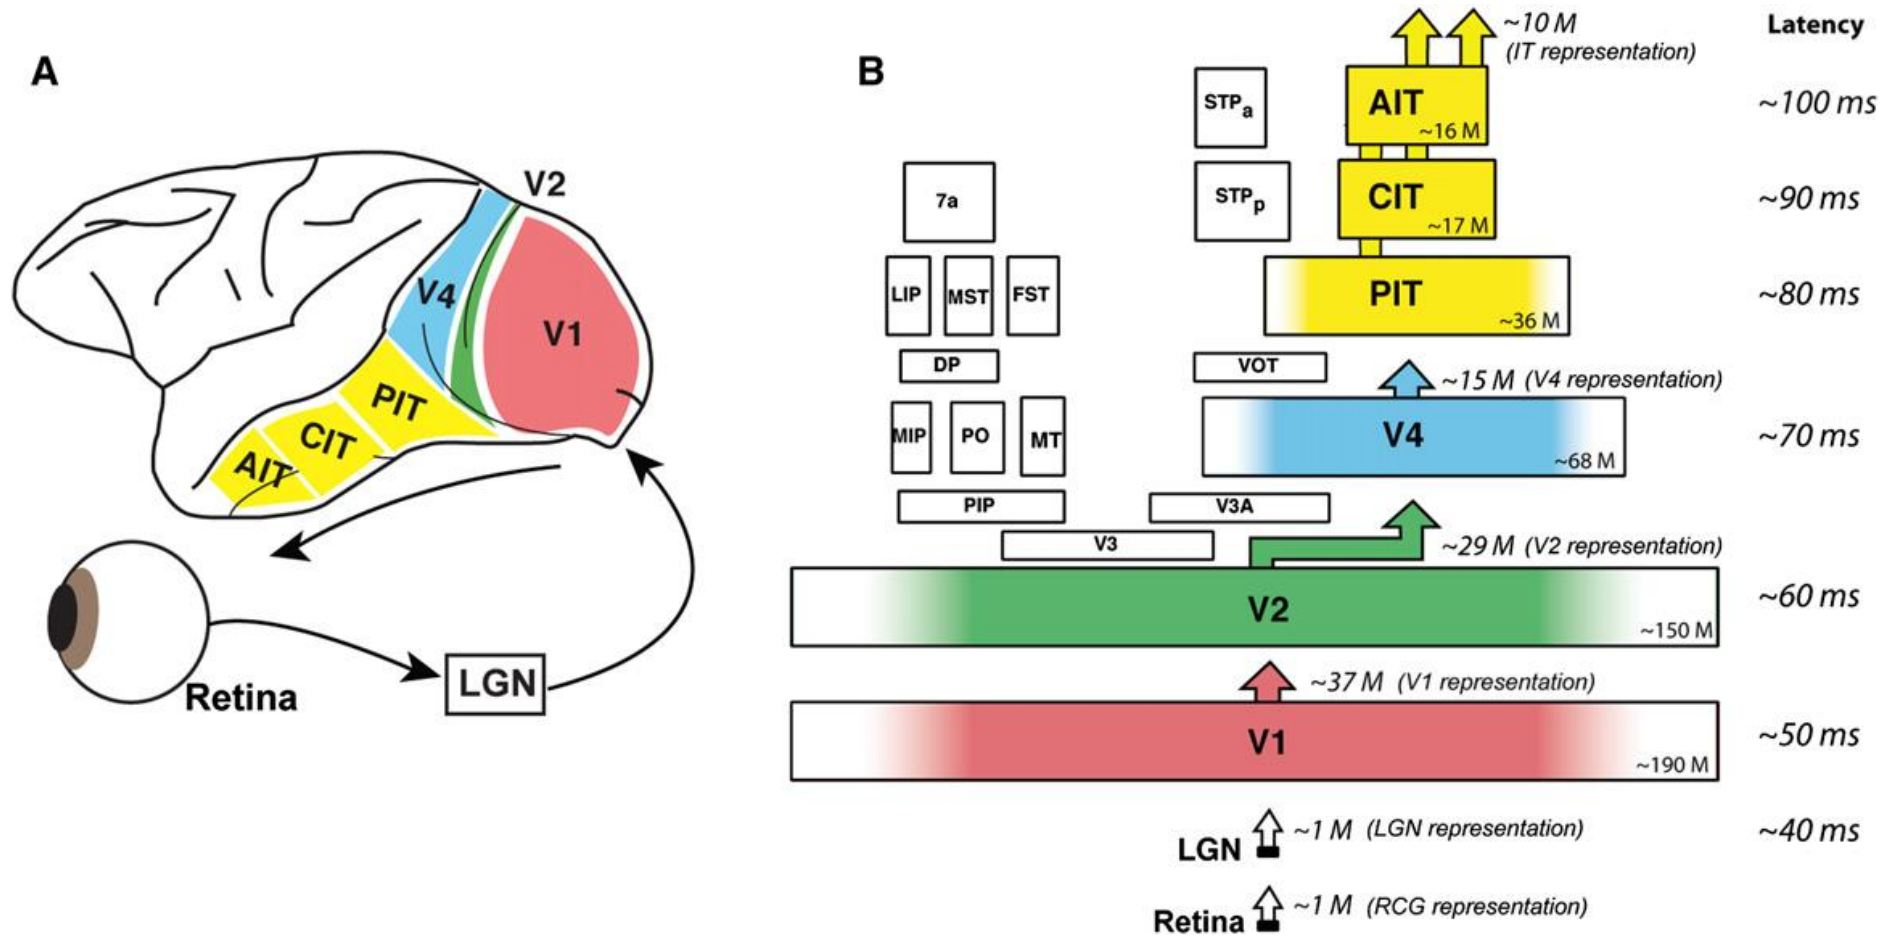 A
V2
V4
V1
PIT
CIT
AIT
Retina
LGN
B
Latency
~10 M
(IT representation)
STPa
AIT
~16 M
~100 ms
7a
STPp
CIT
~17 M
~90 ms
LIP
MST
FST
PIT
~36 M
~80 ms
DP
VOT
~15 M (V4 representation)
MIP
PO
MT
V4
~68 M
~70 ms
PIP
V3A
V3
~29 M (V2 representation)
V2
~150 M
~60 ms
~37 M (V1 representation)
V1
~190 M
~50 ms
LGN
~1 M (LGN representation)
~40 ms
Retina
~1 M (RCG representation)